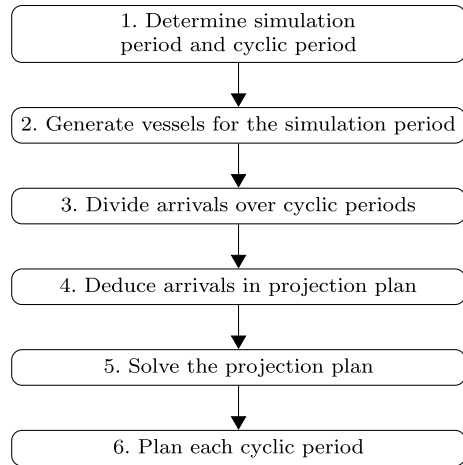 1. Determine simulation
period and cyclic period
2. Generate vessels for the simulation period
3. Divide arrivals over cyclic periods
4. Deduce arrivals in projection plan
5. Solve the projection plan
6. Plan each cyclic period